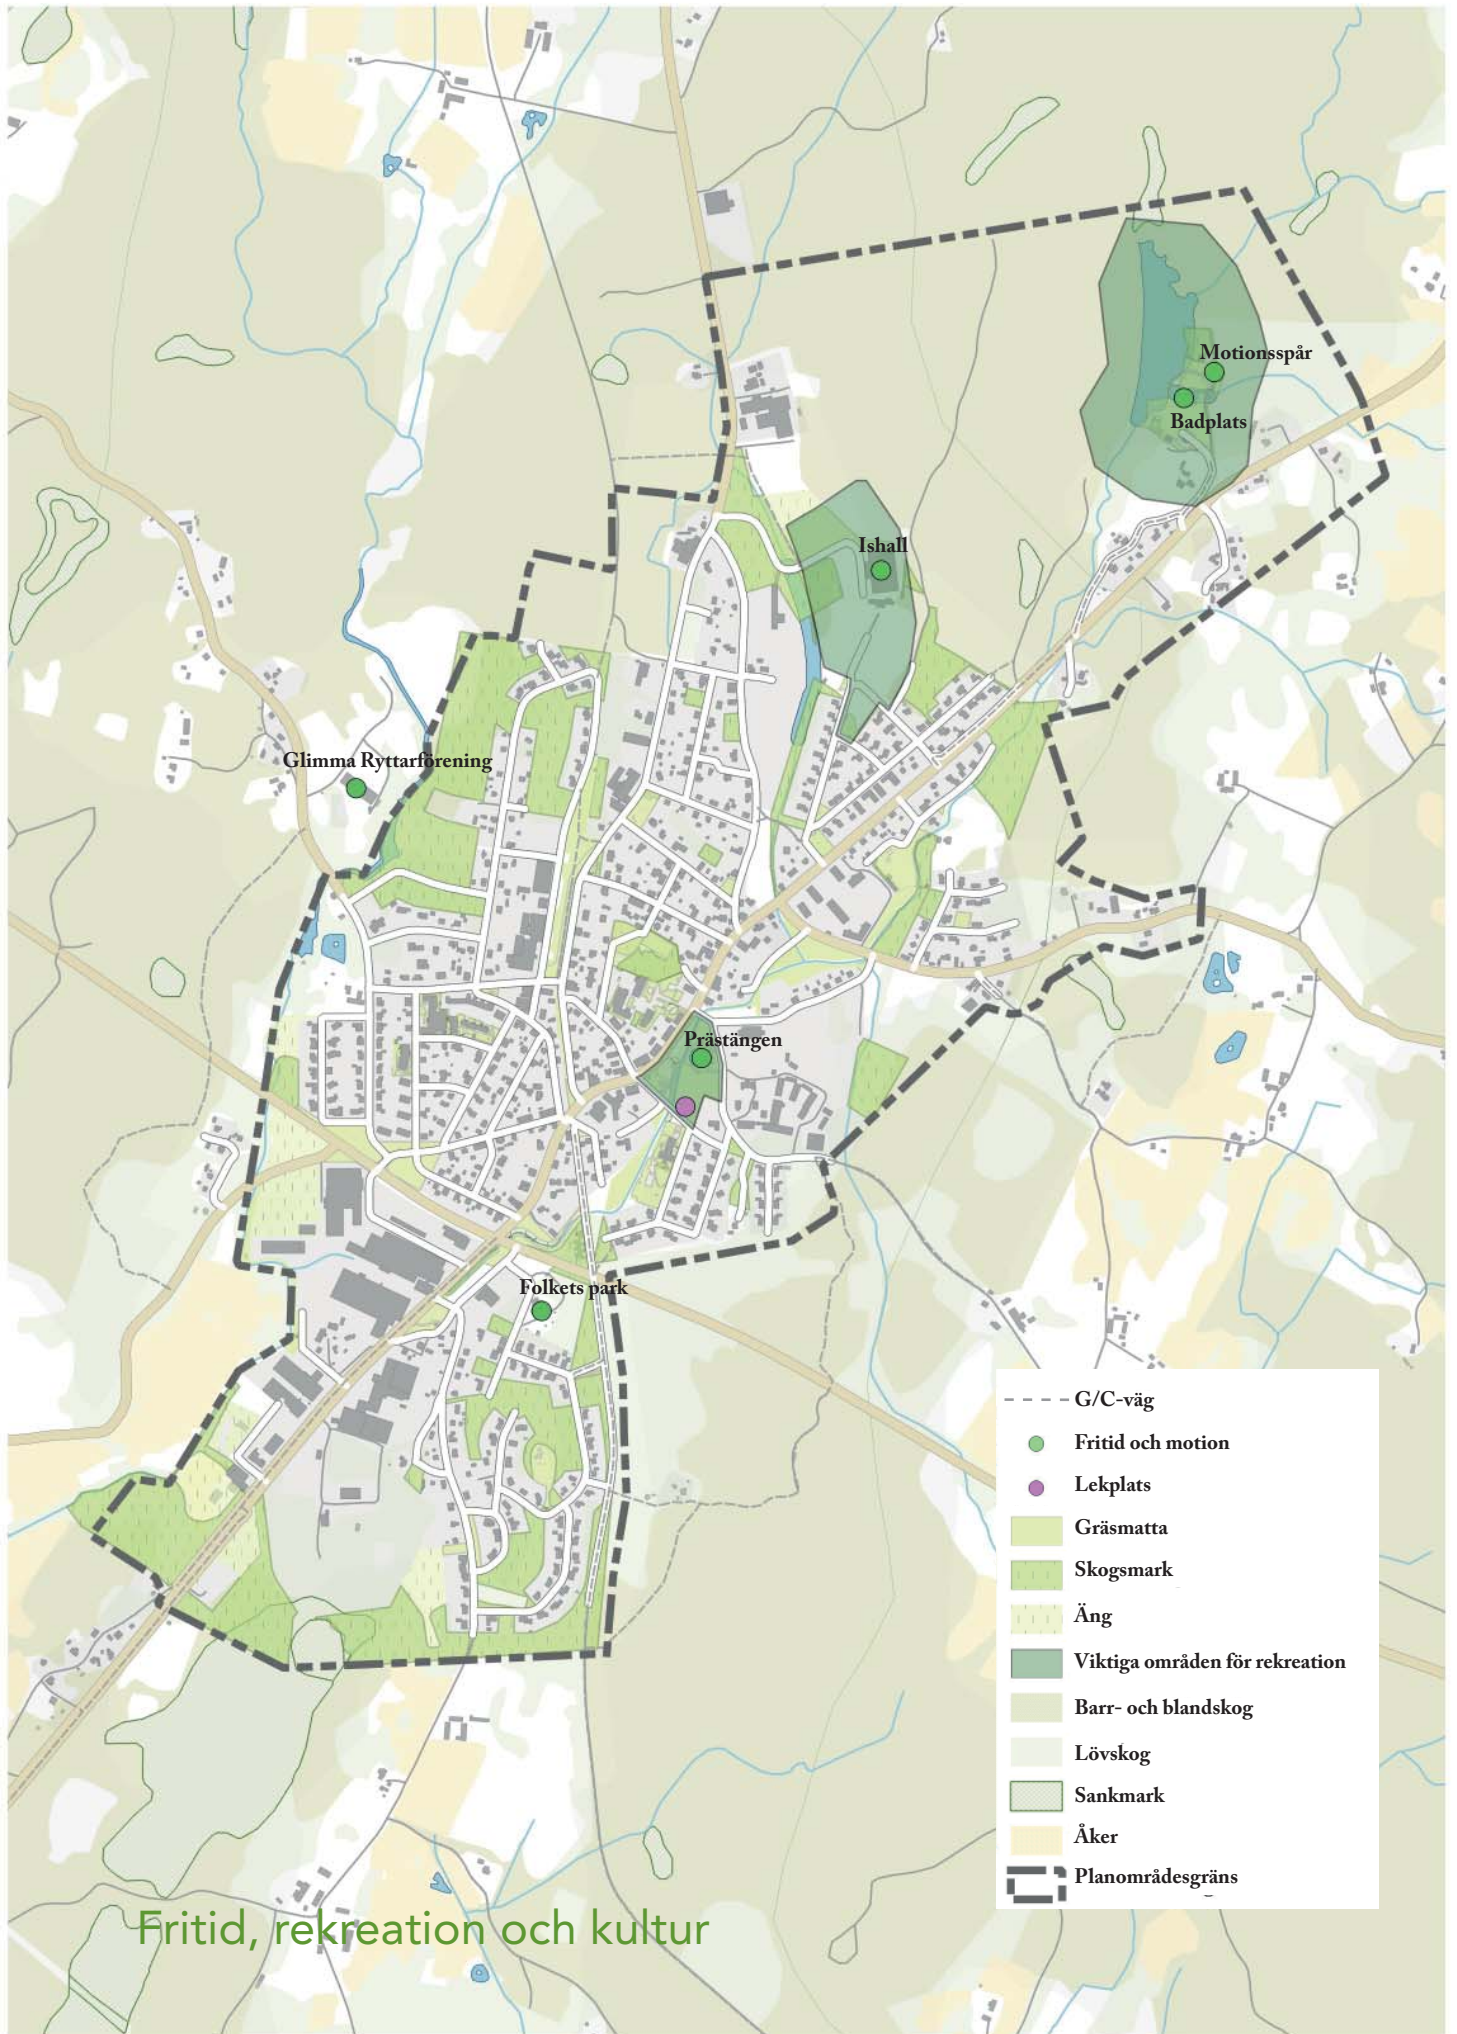 Motionsspår
Badplats
Ishall
Glimma Ryttarförening
Prästängen
Folkets park
G/C-väg
Fritid och motion
Lekplats
Gräsmatta
Skogsmark
Äng
Viktiga områden för rekreation
Barr- och blandskog
Lövskog
Sankmark
Åker
Planområdesgräns
Fritid, rekreation och kultur